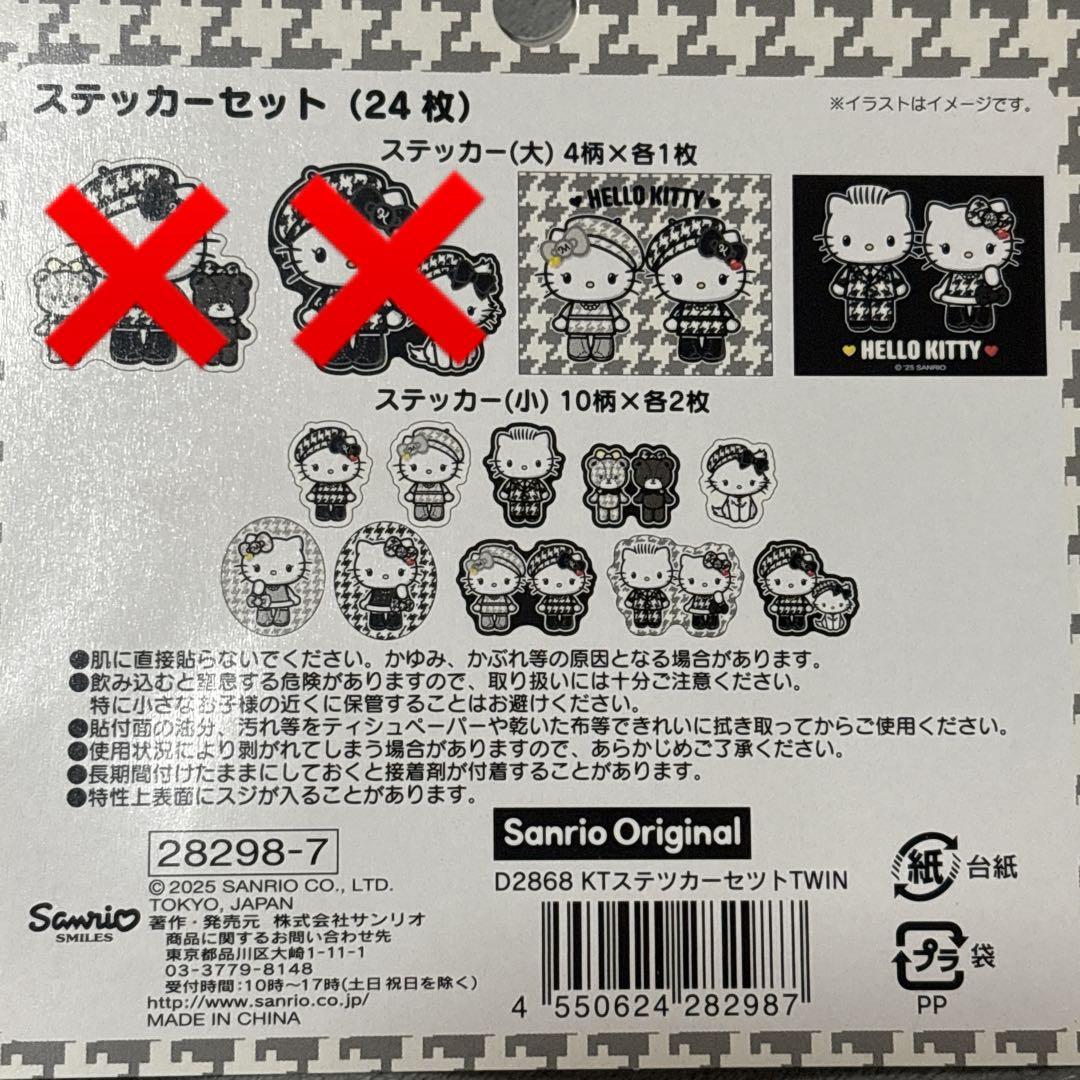 ステッカーセット（24枚）
※イラストはイメージです。
ステッカー(大) 4柄×各1枚
HELLO KITTY
HELLO KITTY
© '25 SANRIO
ステッカー(小) 10柄×各2枚
●肌に直接貼らないでください。かゆみ、かぶれ等の原因となる場合があります。
●飲み込むと窒息する危険がありますので、取り扱いには十分ご注意ください。
特に小さなお子様の近くに保管することはお避けください。
●貼付面の油分、汚れ等をティシュペーパーや乾いた布等できれいに拭き取ってからご使用ください。
●使用状況により剥がれてしまう場合がありますので、あらかじめご了承ください。
●長期間付けたままにしておくと接着剤が付着することがあります。
●特性上表面にスジが入ることがあります。
28298-7
© 2025 SANRIO CO., LTD.
TOKYO, JAPAN
Sanrio
SMILES
著作・発売元 株式会社サンリオ
商品に関するお問い合わせ先
東京都品川区大崎1-11-1
03-3779-8148
受付時間：10時〜17時(土日祝日を除く)
http://www.sanrio.co.jp/
MADE IN CHINA
Sanrio Original
D2868 KTステツカーセツトTWIN
4 550624 282987
紙 台紙
プラ 袋
PP